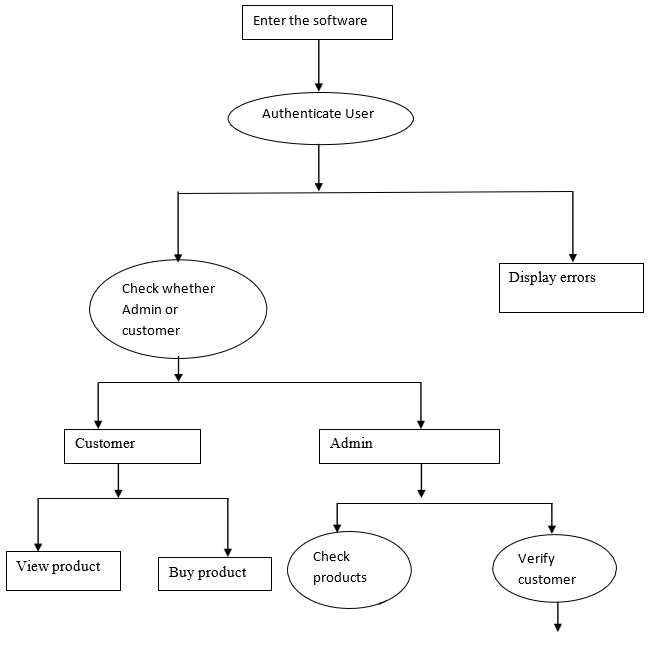 Enter the software
Authenticate User
Check whether
Admin or
customer
Display errors
Customer
Admin
View product
Buy product
Check
products
Verify
customer